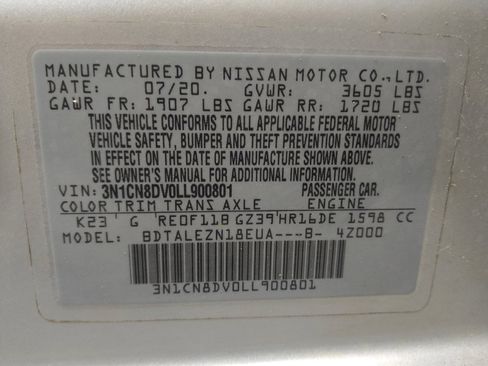 MANUFACTURED BY NISSAN MOTOR CO.,LTD.
DATE: 07/20. GVWR: 3605 LBS
GAWR FR: 1907 LBS GAWR RR: 1720 LBS
THIS VEHICLE CONFORMS TO ALL APPLICABLE FEDERAL MOTOR
VEHICLE SAFETY, BUMPER AND THEFT PREVENTION STANDARDS
IN EFFECT ON THE DATE OF MANUFACTURE SHOWN ABOVE.
SEE OWNER'S MANUAL FOR ADDITIONAL INFORMATION
VIN: 3N1CN8DV0LL900801 PASSENGER CAR.
COLOR TRIM TRANS AXLE ENGINE
K23' G 'RE0F11B GZ39'HR16DE 1598 CC
MODEL: BDTALEZN18EUA---B- 4Z000
3N1CN8DV0LL900801